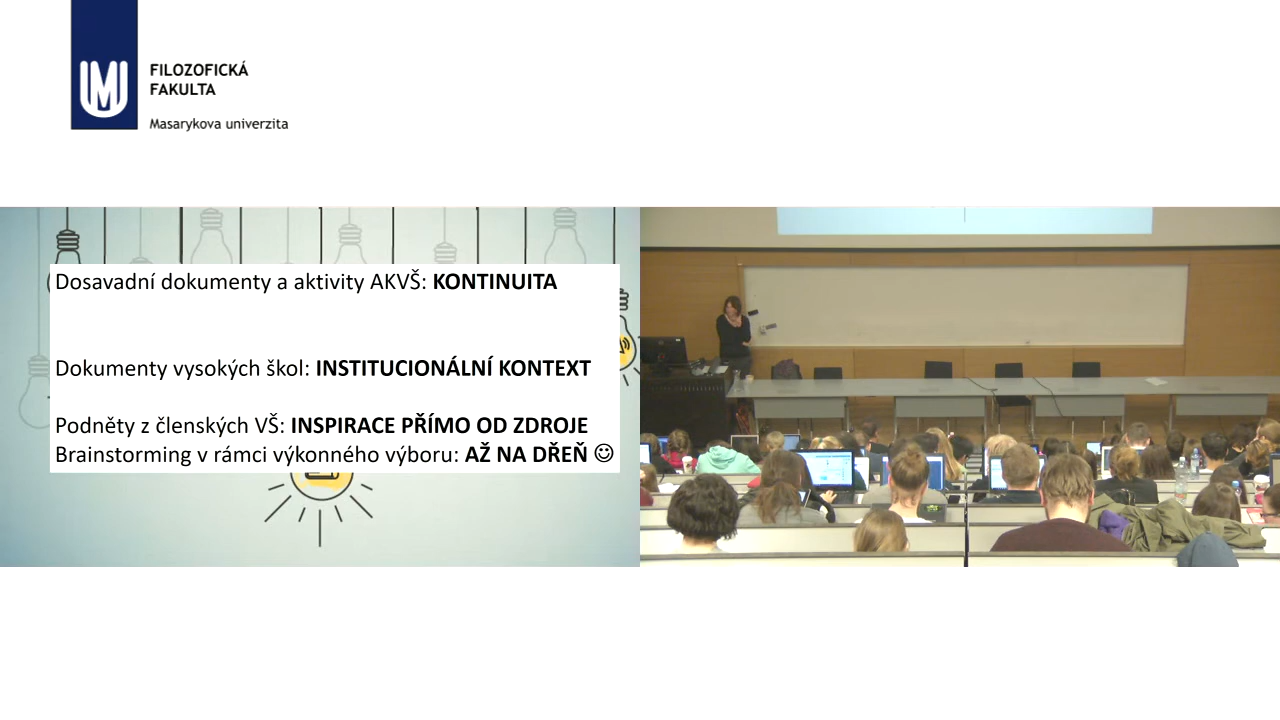 FILOZOFICKÁ
FAKULTA
Masarykova univerzita
Dosavadní dokumenty a aktivity AKVŠ: KONTINUITA
Dokumenty vysokých škol: INSTITUCIONÁLNÍ KONTEXT
Podněty z členských VŠ: INSPIRACE PŘÍMO OD ZDROJE
Brainstorming v rámci výkonného výboru: AŽ NA DŘEŇ ☺